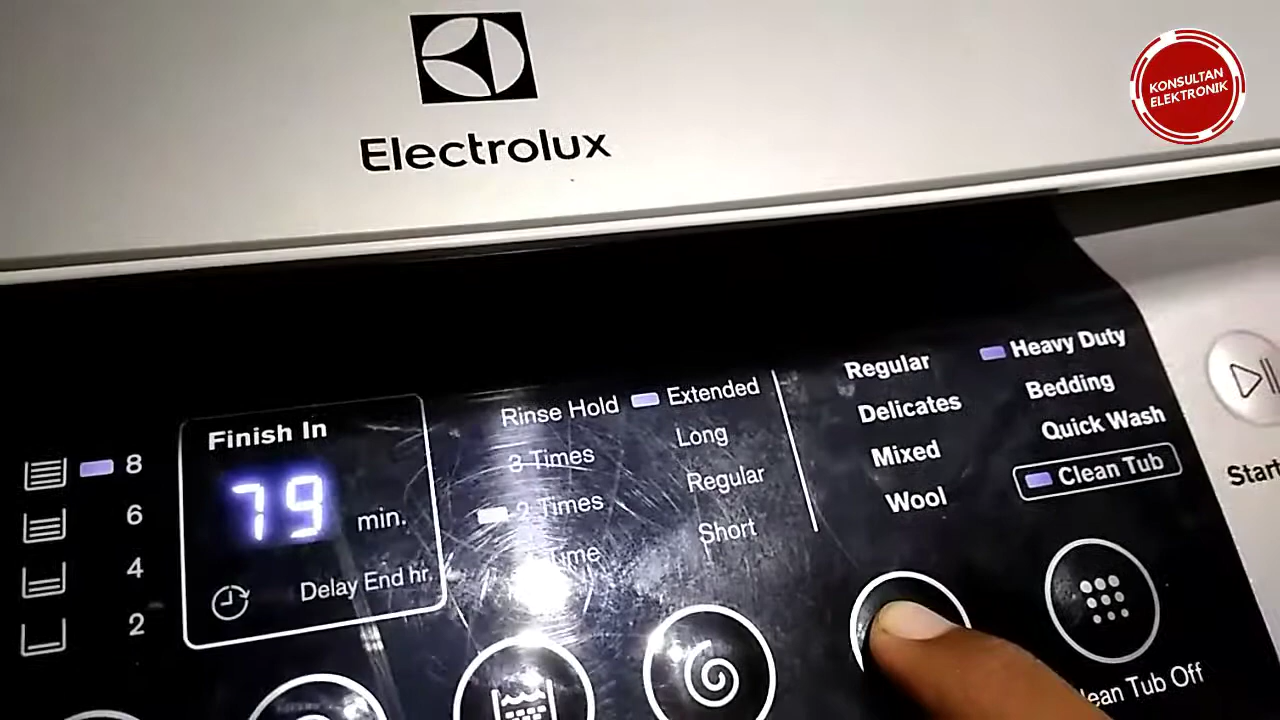 Electrolux
KONSULTAN
ELEKTRONIK
Finish In
79 min.
Delay End hr.
8
6
4
2
Rinse Hold
3 Times
2 Times
Extended
Long
Regular
Short
Regular
Delicates
Mixed
Wool
Heavy Duty
Bedding
Quick Wash
Clean Tub
Start
Tub Off